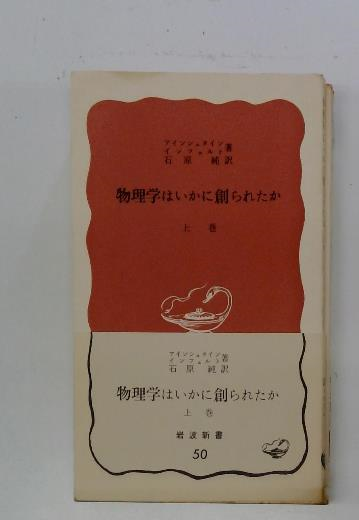 アインシュタイン著
インフェルト
石原純訳
物理学はいかに創られたか
上巻
アインシュタイン著
インフェルト
石原純訳
物理学はいかに創られたか
上巻
岩波新書
50